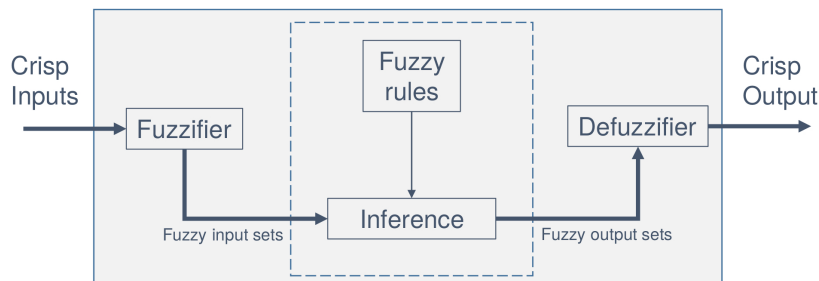 Crisp
Inputs
Fuzzifier
Fuzzy input sets
Fuzzy
rules
Inference
Fuzzy output sets
Defuzzifier
Crisp
Output